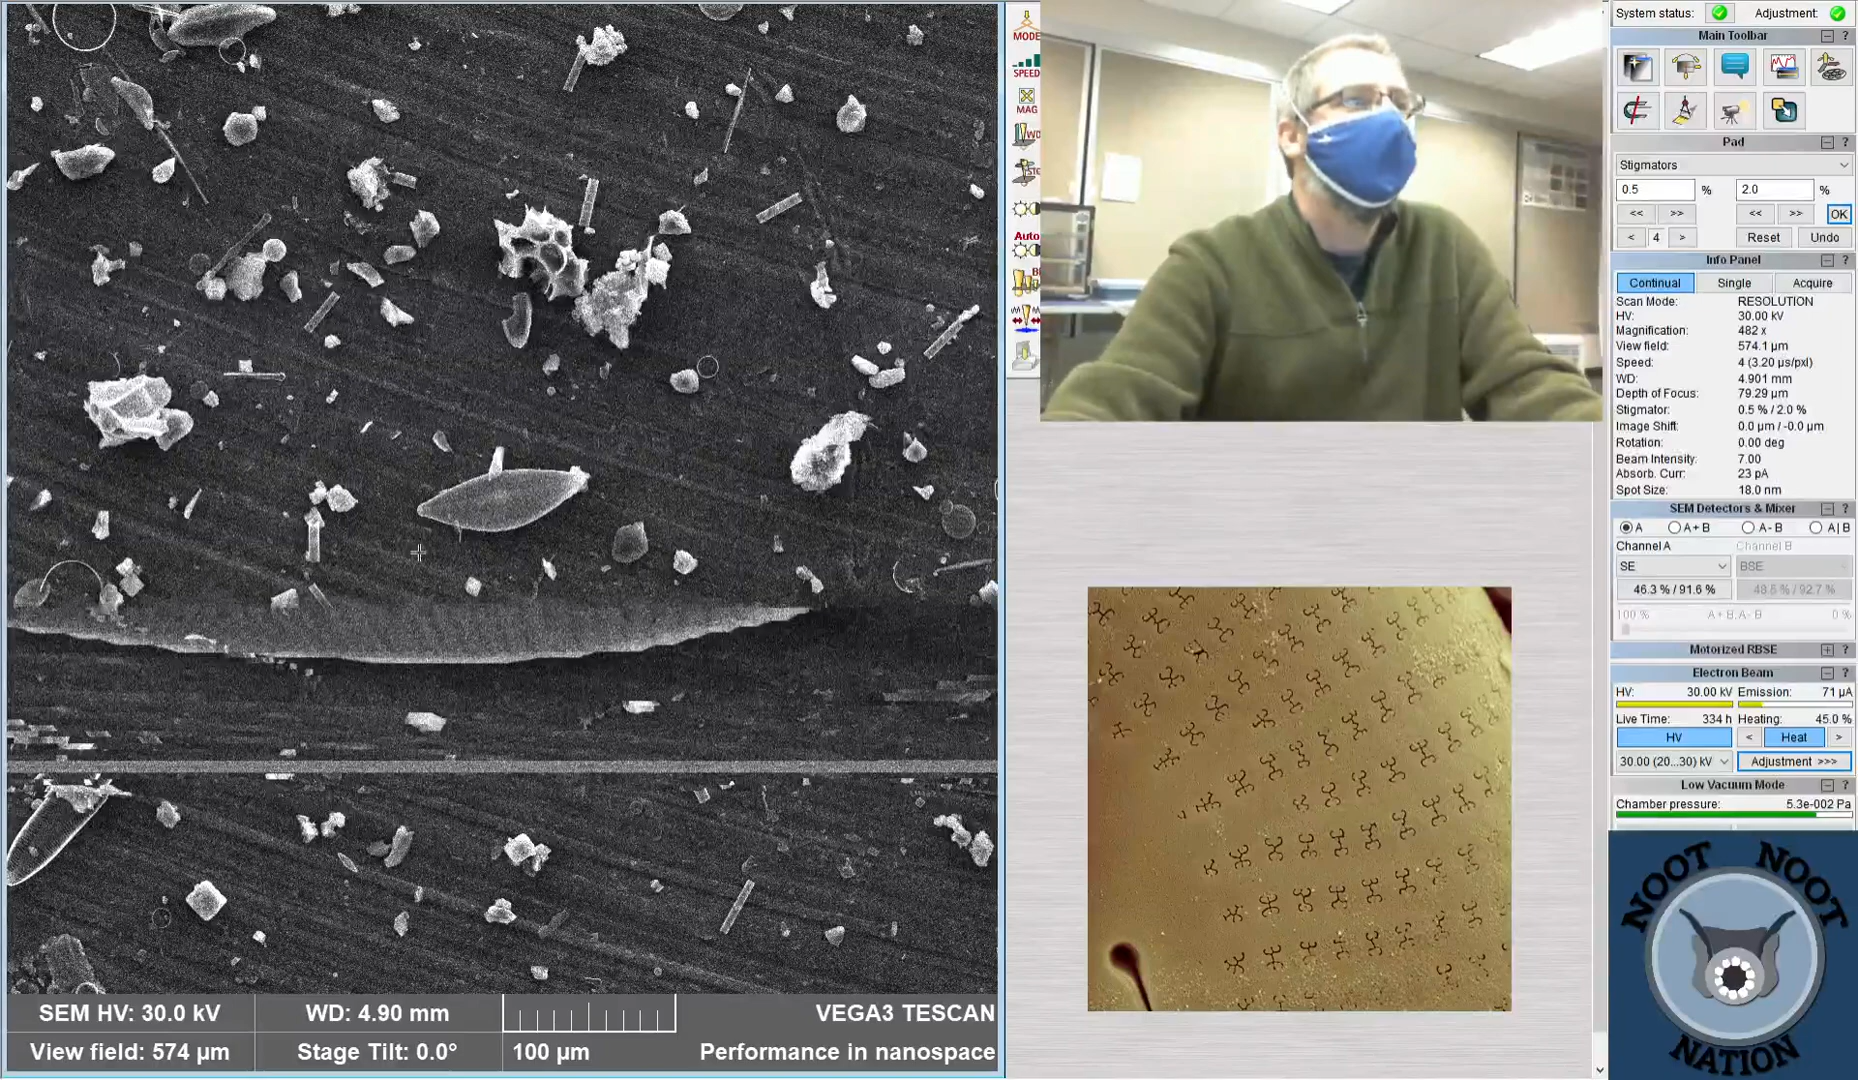 MODE
SPEED
MAG
WD
Auto
System status:
Adjustment:
Main Toolbar
?
Pad
?
Stigmators
0.5 % 2.0 %
<< >> << >> OK
< 4 > Reset Undo
Info Panel
?
Continual Single Acquire
Scan Mode: RESOLUTION
HV: 30.00 kV
Magnification: 482 x
View field: 574.1 µm
Speed: 4 (3.20 µs/pxl)
WD: 4.901 mm
Depth of Focus: 79.29 µm
Stigmator: 0.5 % / 2.0 %
Image Shift: 0.0 µm / -0.0 µm
Rotation: 0.00 deg
Beam Intensity: 7.00
Absorb. Curr: 23 pA
Spot Size: 18.0 nm
SEM Detectors & Mixer
?
A A + B A - B A | B
Channel A Channel B
SE BSE
46.3 % / 91.6 % 48.5 % / 92.7 %
100 % A + B, A - B 0 %
Motorized RBSE
?
Electron Beam
?
HV: 30.00 kV Emission: 71 µA
Live Time: 334 h Heating: 45.0 %
HV < Heat >
30.00 (20...30) kV Adjustment >>>
Low Vacuum Mode
?
Chamber pressure: 5.3e-002 Pa
NOOT NOOT
NATION
SEM HV: 30.0 kV WD: 4.90 mm VEGA3 TESCAN
View field: 574 µm Stage Tilt: 0.0° 100 µm Performance in nanospace